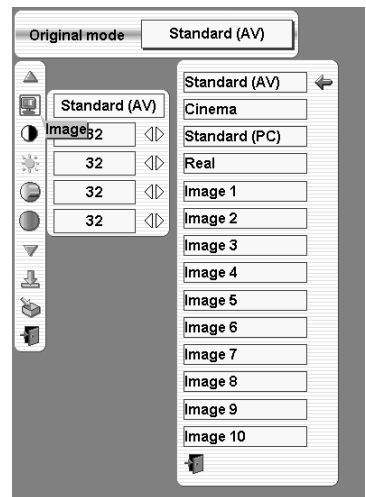 Original mode Standard (AV)
Standard (AV)
Image
32
32
32
32
Standard (AV)
Cinema
Standard (PC)
Real
Image 1
Image 2
Image 3
Image 4
Image 5
Image 6
Image 7
Image 8
Image 9
Image 10